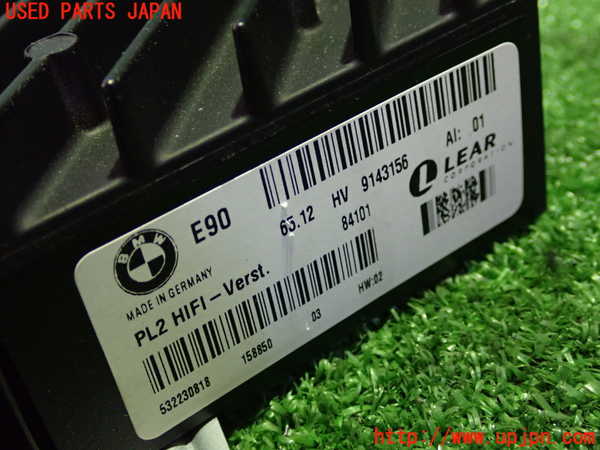 USED PARTS JAPAN
BMW
E90
65.12 HV 9143156
AI: 01
84101
LEAR
CORPORATION
MADE IN GERMANY
PL2 HIFI-Verst.
532230818
158850
03
HW:02
http://www.upjpn.com